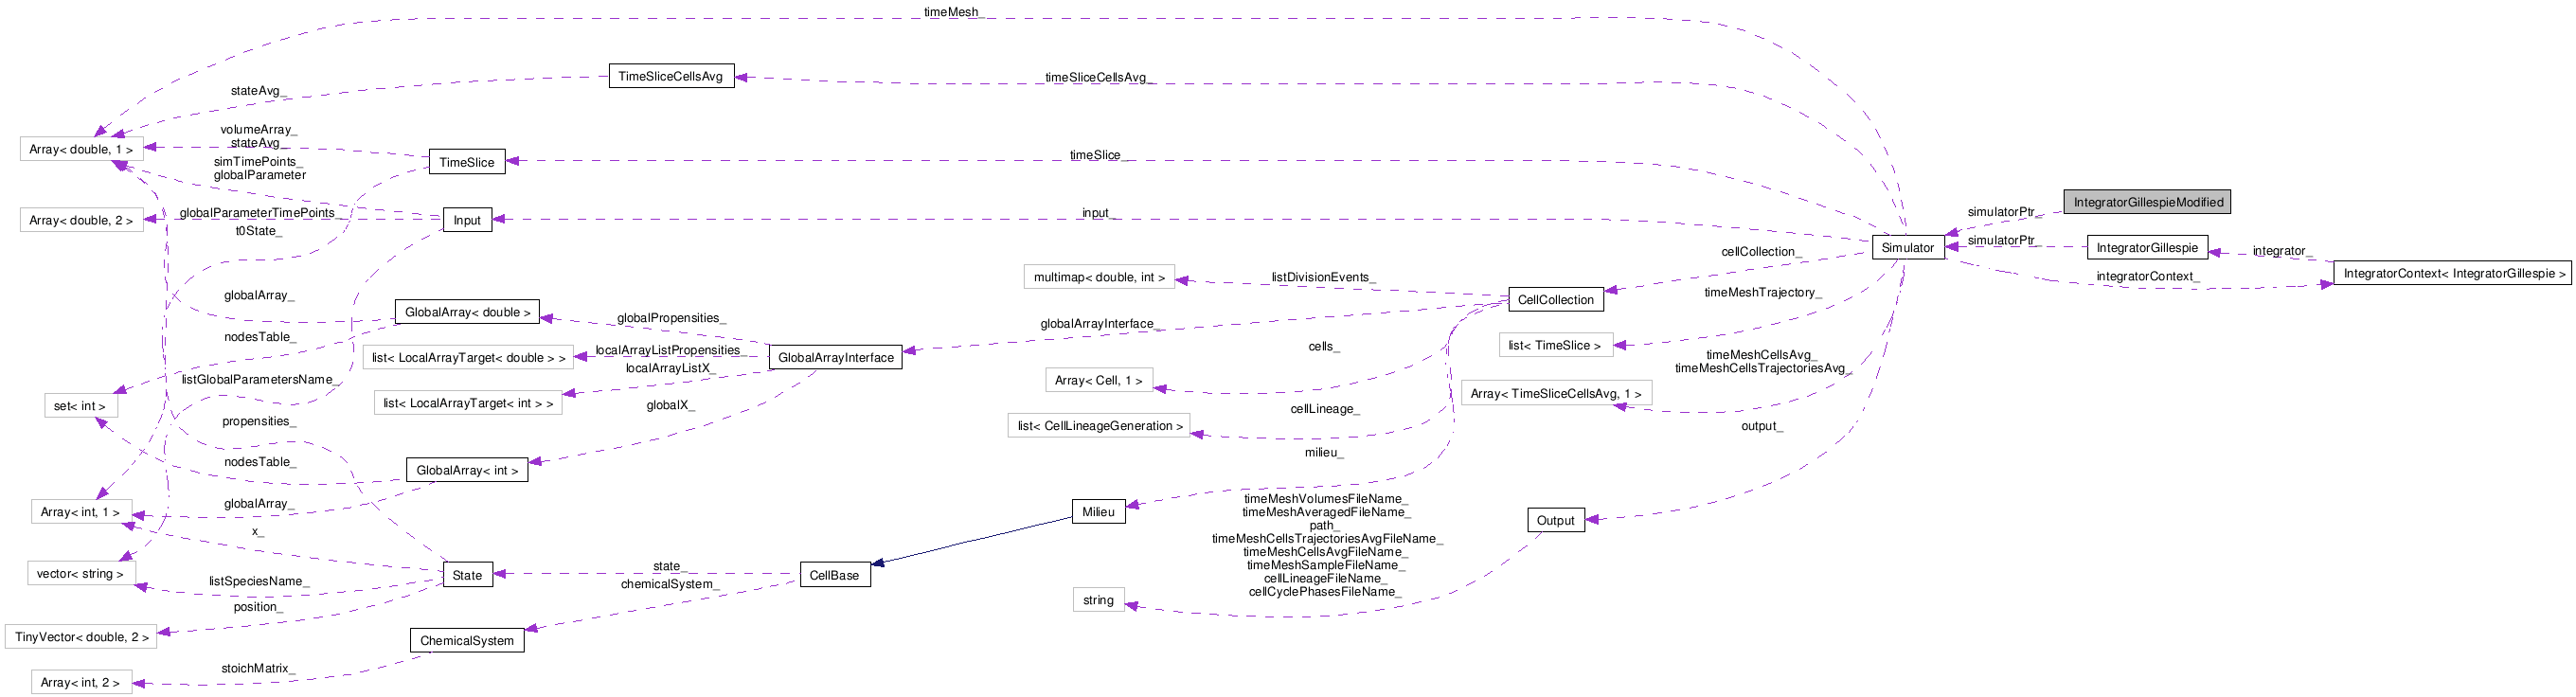 timeMesh_
TimeSliceCellsAvg
timeSliceCellsAvg_
stateAvg_
volumeArray_
stateAvg_
Array< double, 1 >
TimeSlice
timeSlice_
simTimePoints_
globalParameter
IntegratorGillespieModified
simulatorPtr_
Array< double, 2 >
globalParameterTimePoints_
Input
input_
t0State_
Simulator
simulatorPtr_
IntegratorGillespie
integrator_
IntegratorContext< IntegratorGillespie >
integratorContext_
cellCollection_
multimap< double, int >
listDivisionEvents_
CellCollection
timeMeshTrajectory_
globalArray_
GlobalArray< double >
globalPropensities_
globalArrayInterface_
nodesTable_
list< LocalArrayTarget< double > >
localArrayListPropensities_
GlobalArrayInterface
cells_
list< TimeSlice >
localArrayListX_
timeMeshCellsAvg_
timeMeshCellsTrajectoriesAvg_
listGlobalParametersName_
Array< Cell, 1 >
Array< TimeSliceCellsAvg, 1 >
set< int >
list< LocalArrayTarget< int > >
globalX_
cellLineage_
propensities_
list< CellLineageGeneration >
output_
milieu_
nodesTable_
GlobalArray< int >
globalArray_
Array< int, 1 >
Milieu
timeMeshVolumesFileName_
timeMeshAveragedFileName_
path_
timeMeshCellsTrajectoriesAvgFileName_
timeMeshCellsAvgFileName_
timeMeshSampleFileName_
cellLineageFileName_
cellCyclePhasesFileName_
Output
x_
vector< string >
listSpeciesName_
State
state_
chemicalSystem_
CellBase
string
position_
TinyVector< double, 2 >
ChemicalSystem
stoichMatrix_
Array< int, 2 >